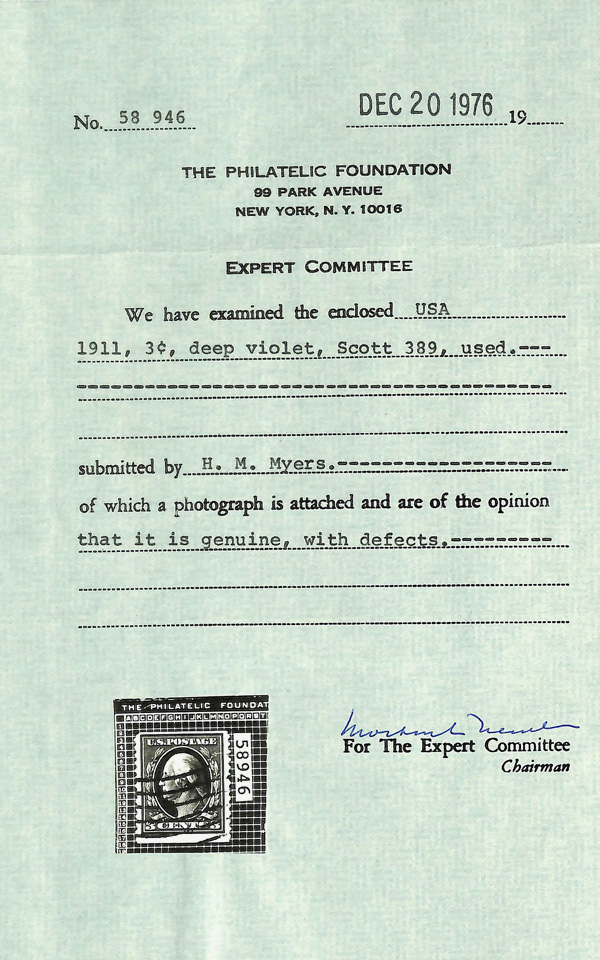 No. 58 946
DEC 20 1976 19
THE PHILATELIC FOUNDATION
99 PARK AVENUE
NEW YORK, N. Y. 10016
EXPERT COMMITTEE
We have examined the enclosed USA
1911, 3¢, deep violet, Scott 389, used.---
submitted by H. M. Myers.
of which a photograph is attached and are of the opinion
that it is genuine, with defects.
THE PHILATELIC FOUNDAT
ABCDEFGHIJKLMNOPQRST
U.S. POSTAGE
58946
3 CENTS 3
For The Expert Committee
Chairman